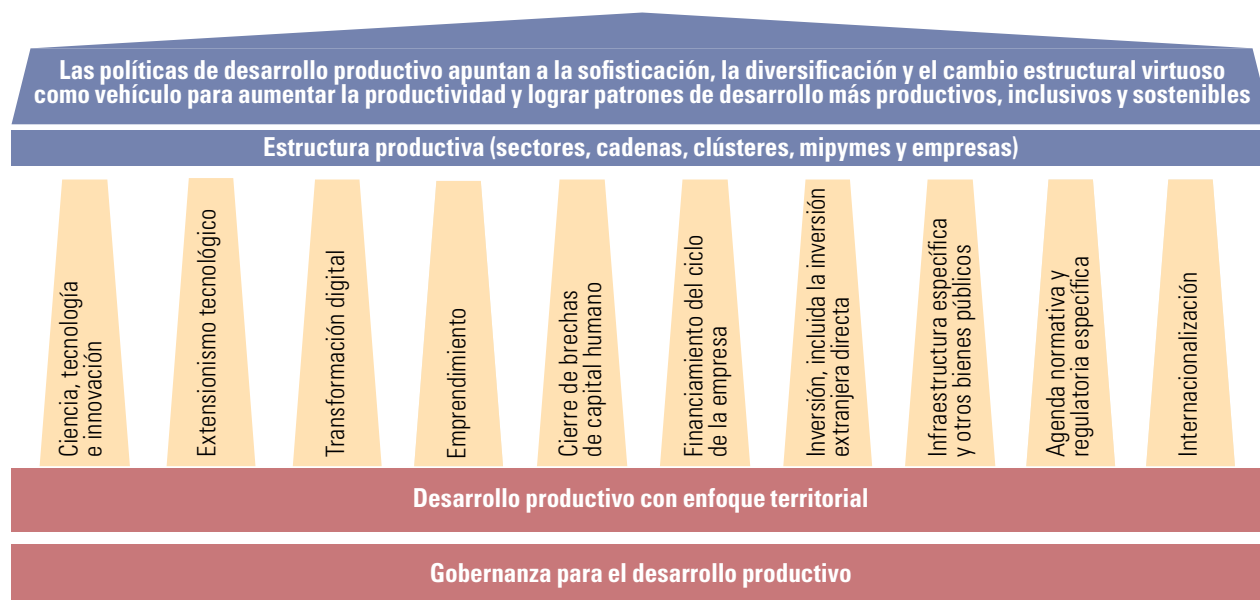 Las políticas de desarrollo productivo apuntan a la sofisticación, la diversificación y el cambio estructural virtuoso
como vehículo para aumentar la productividad y lograr patrones de desarrollo más productivos, inclusivos y sostenibles
Estructura productiva (sectores, cadenas, clústeres, mipymes y empresas)
Ciencia, tecnología
e innovación
Extensionismo tecnológico
Transformación digital
Emprendimiento
Cierre de brechas
de capital humano
Financiamiento del ciclo
de la empresa
Inversión, incluida la inversión
extranjera directa
Infraestructura específica
y otros bienes públicos
Agenda normativa y
regulatoria específica
Internacionalización
Desarrollo productivo con enfoque territorial
Gobernanza para el desarrollo productivo